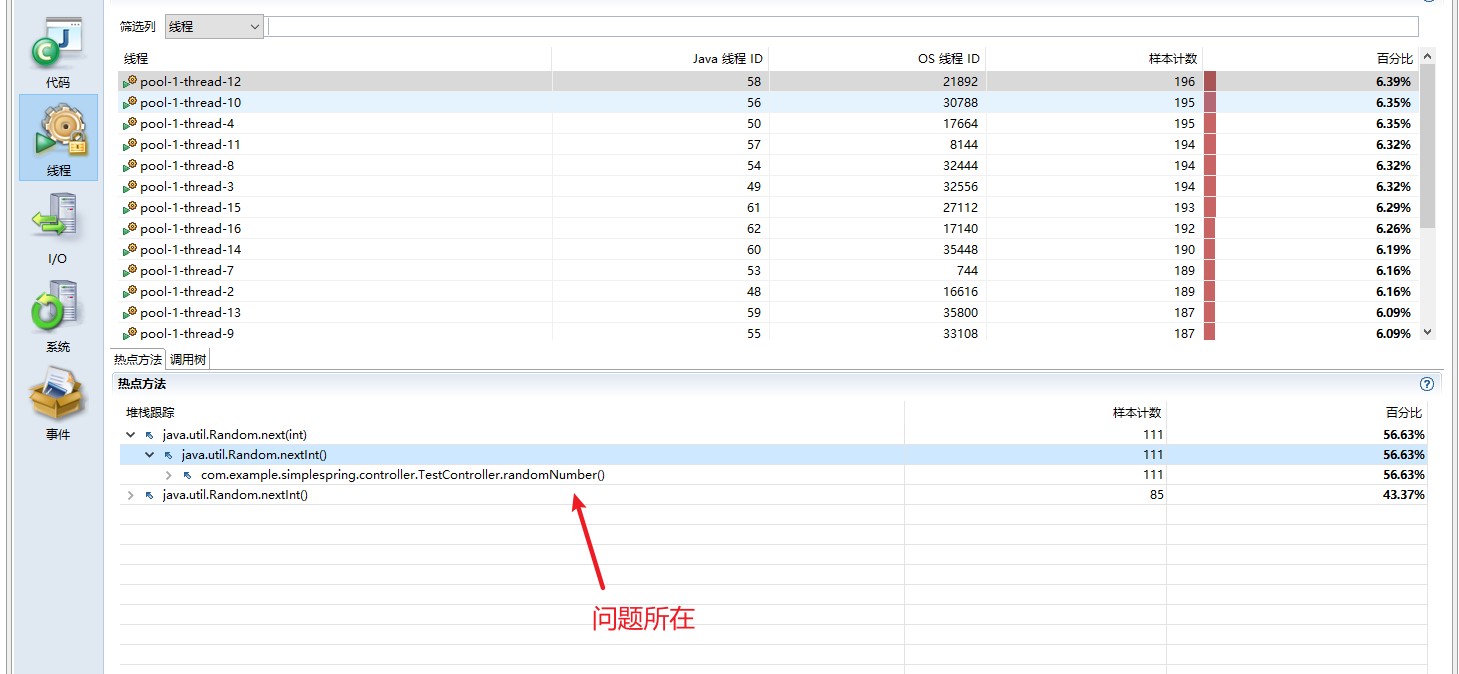 筛选列 线程
线程 Java 线程 ID OS 线程 ID 样本计数 百分比
pool-1-thread-12 58 21892 196 6.39%
pool-1-thread-10 56 30788 195 6.35%
pool-1-thread-4 50 17664 195 6.35%
pool-1-thread-11 57 8144 194 6.32%
pool-1-thread-8 54 32444 194 6.32%
pool-1-thread-3 49 32556 194 6.32%
pool-1-thread-15 61 27112 193 6.29%
pool-1-thread-16 62 17140 192 6.26%
pool-1-thread-14 60 35448 190 6.19%
pool-1-thread-7 53 744 189 6.16%
pool-1-thread-2 48 16616 189 6.16%
pool-1-thread-13 59 35800 187 6.09%
pool-1-thread-9 55 33108 187 6.09%
代码
线程
I/O
系统
事件
热点方法 调用树
热点方法
堆栈跟踪 样本计数 百分比
java.util.Random.next(int) 111 56.63%
java.util.Random.nextInt() 111 56.63%
com.example.simplespring.controller.TestController.randomNumber() 111 56.63%
java.util.Random.nextInt() 85 43.37%
问题所在